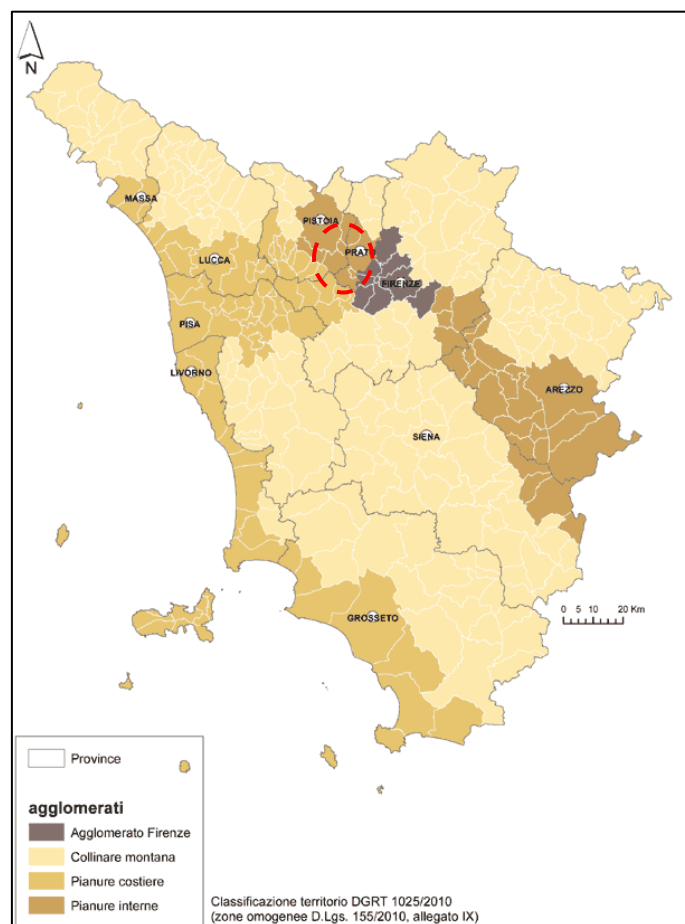 N
MASSA
PISTOIA
PRATO
LUCCA
FIRENZE
PISA
LIVORNO
AREZZO
SIENA
0 5 10 20 Km
GROSSETO
Province
agglomerati
Agglomerato Firenze
Collinare montana
Pianure costiere
Pianure interne
Classificazione territorio DGRT 1025/2010
(zone omogenee D.Lgs. 155/2010, allegato IX)